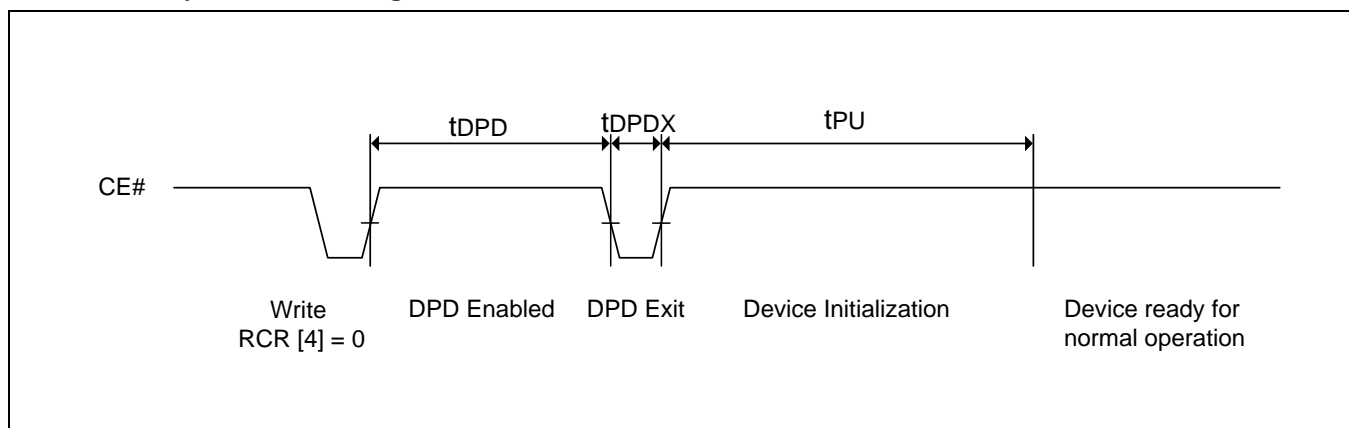 tDPD
tDPDX
tPU
CE#
Write
RCR [4] = 0
DPD Enabled
DPD Exit
Device Initialization
Device ready for
normal operation